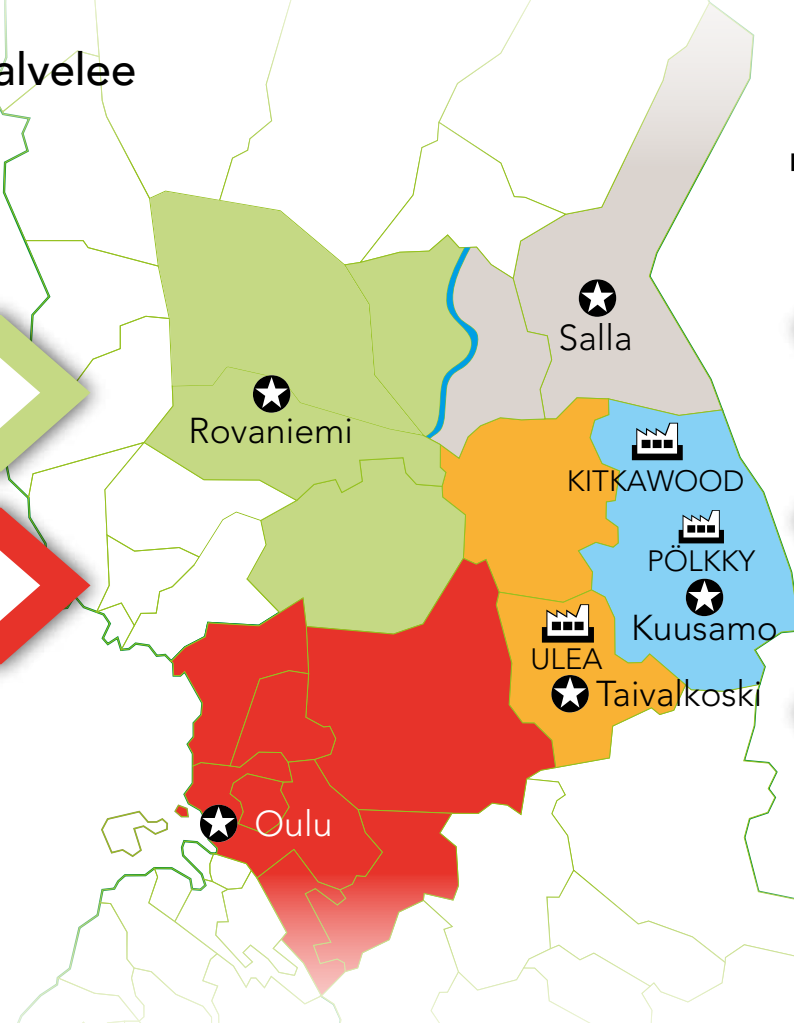 alvelee
Salla
Rovaniemi
KITKAWOOD
PÖLKKY
Kuusamo
ULEA
Taivalkoski
Oulu